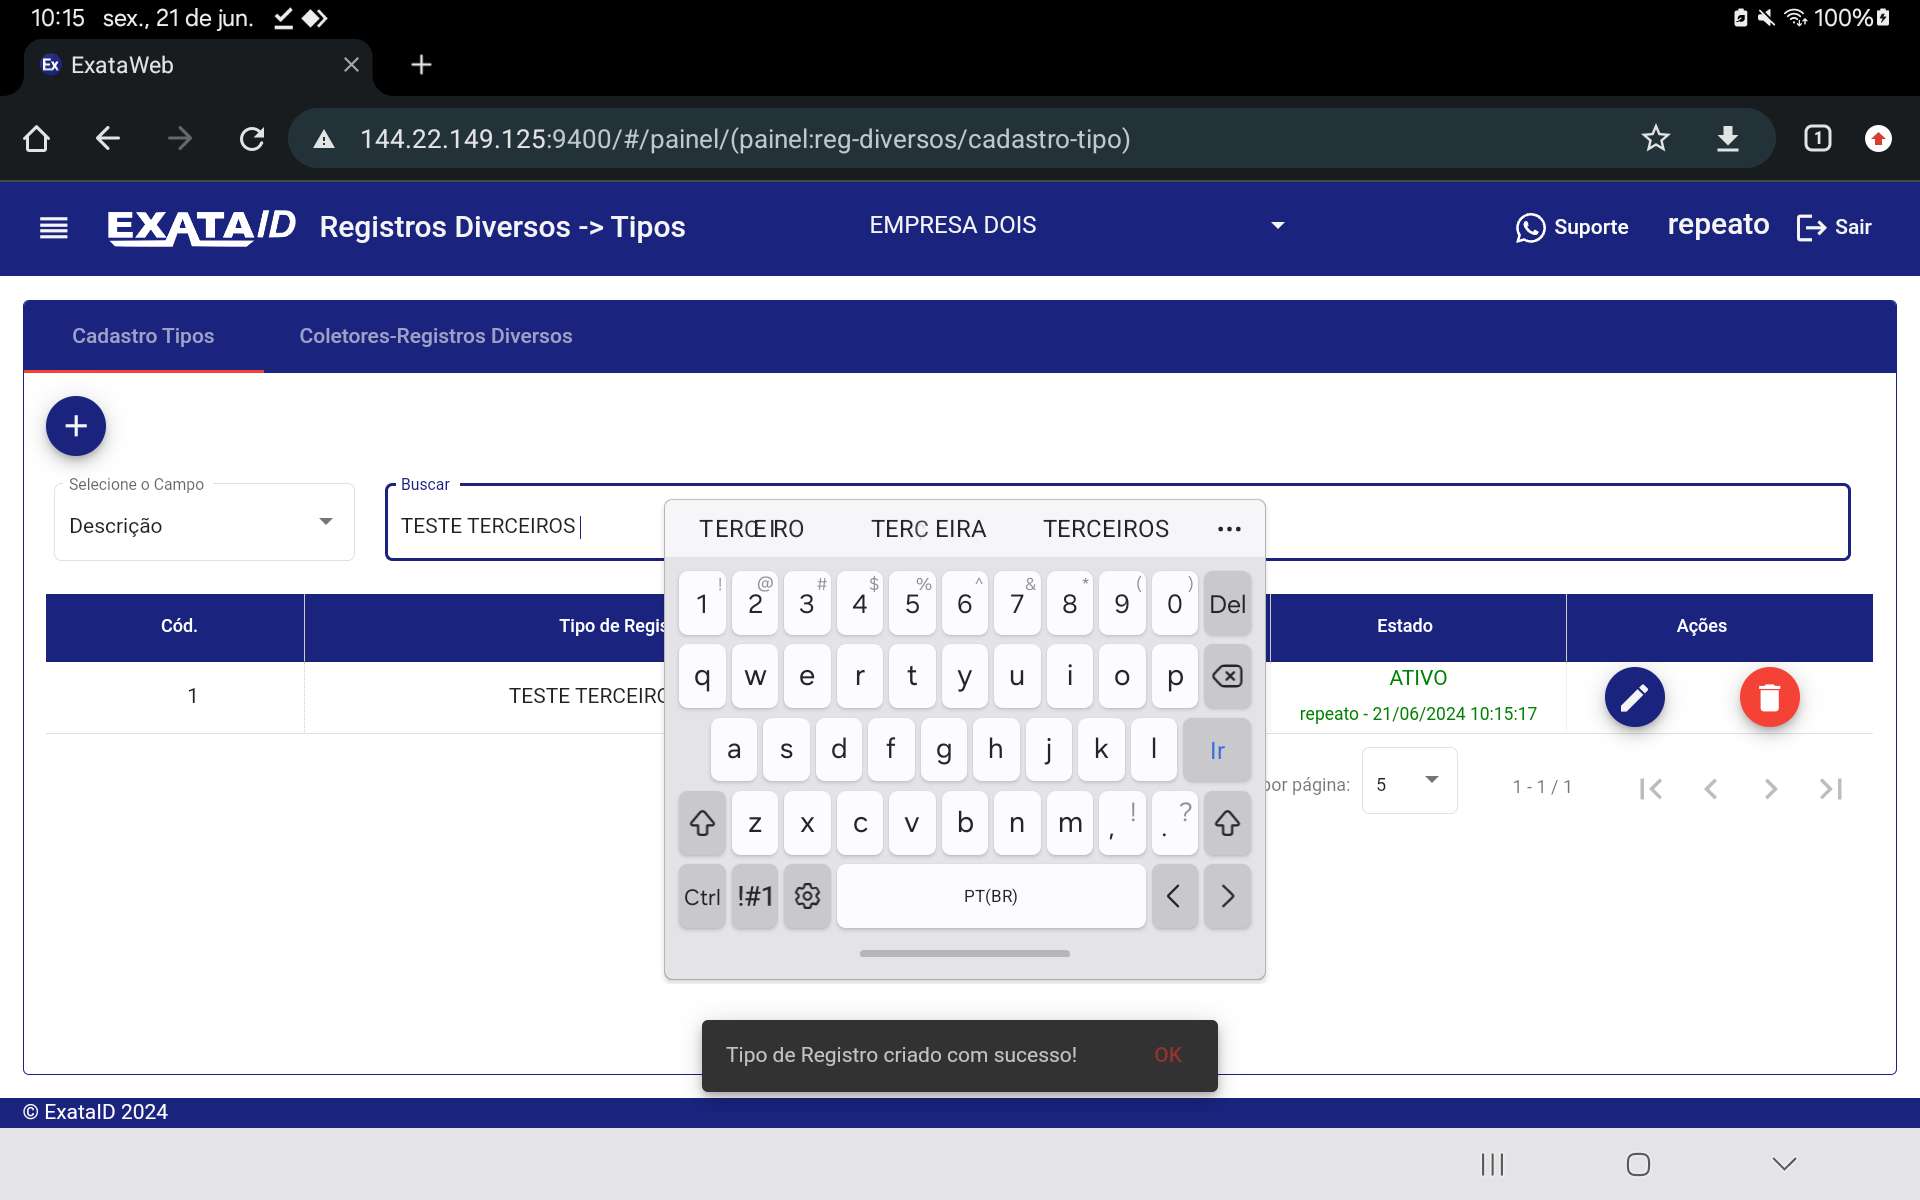 10:15 sex., 21 de jun. 100%
Ex ExataWeb
144.22.149.125:9400/#/painel/(painel:reg-diversos/cadastro-tipo) 1
EXATAID Registros Diversos -> Tipos EMPRESA DOIS Suporte repeato Sair
Cadastro Tipos Coletores-Registros Diversos
Selecione o Campo Buscar
Descrição TESTE TERCEIROS
TERCEIRO TERCEIRA TERCEIROS
! @ # $ % ^ & * ( )
1 2 3 4 5 6 7 8 9 0 Del
Cód. Tipo de Regis Estado Ações
q w e r t y u i o p
1 TESTE TERCEIRO ATIVO
repeato - 21/06/2024 10:15:17
a s d f g h j k l Ir
por página: 5 1 - 1 / 1
z x c v b n m , ! . ?
Ctrl !#1 PT(BR)
Tipo de Registro criado com sucesso! OK
© ExataID 2024